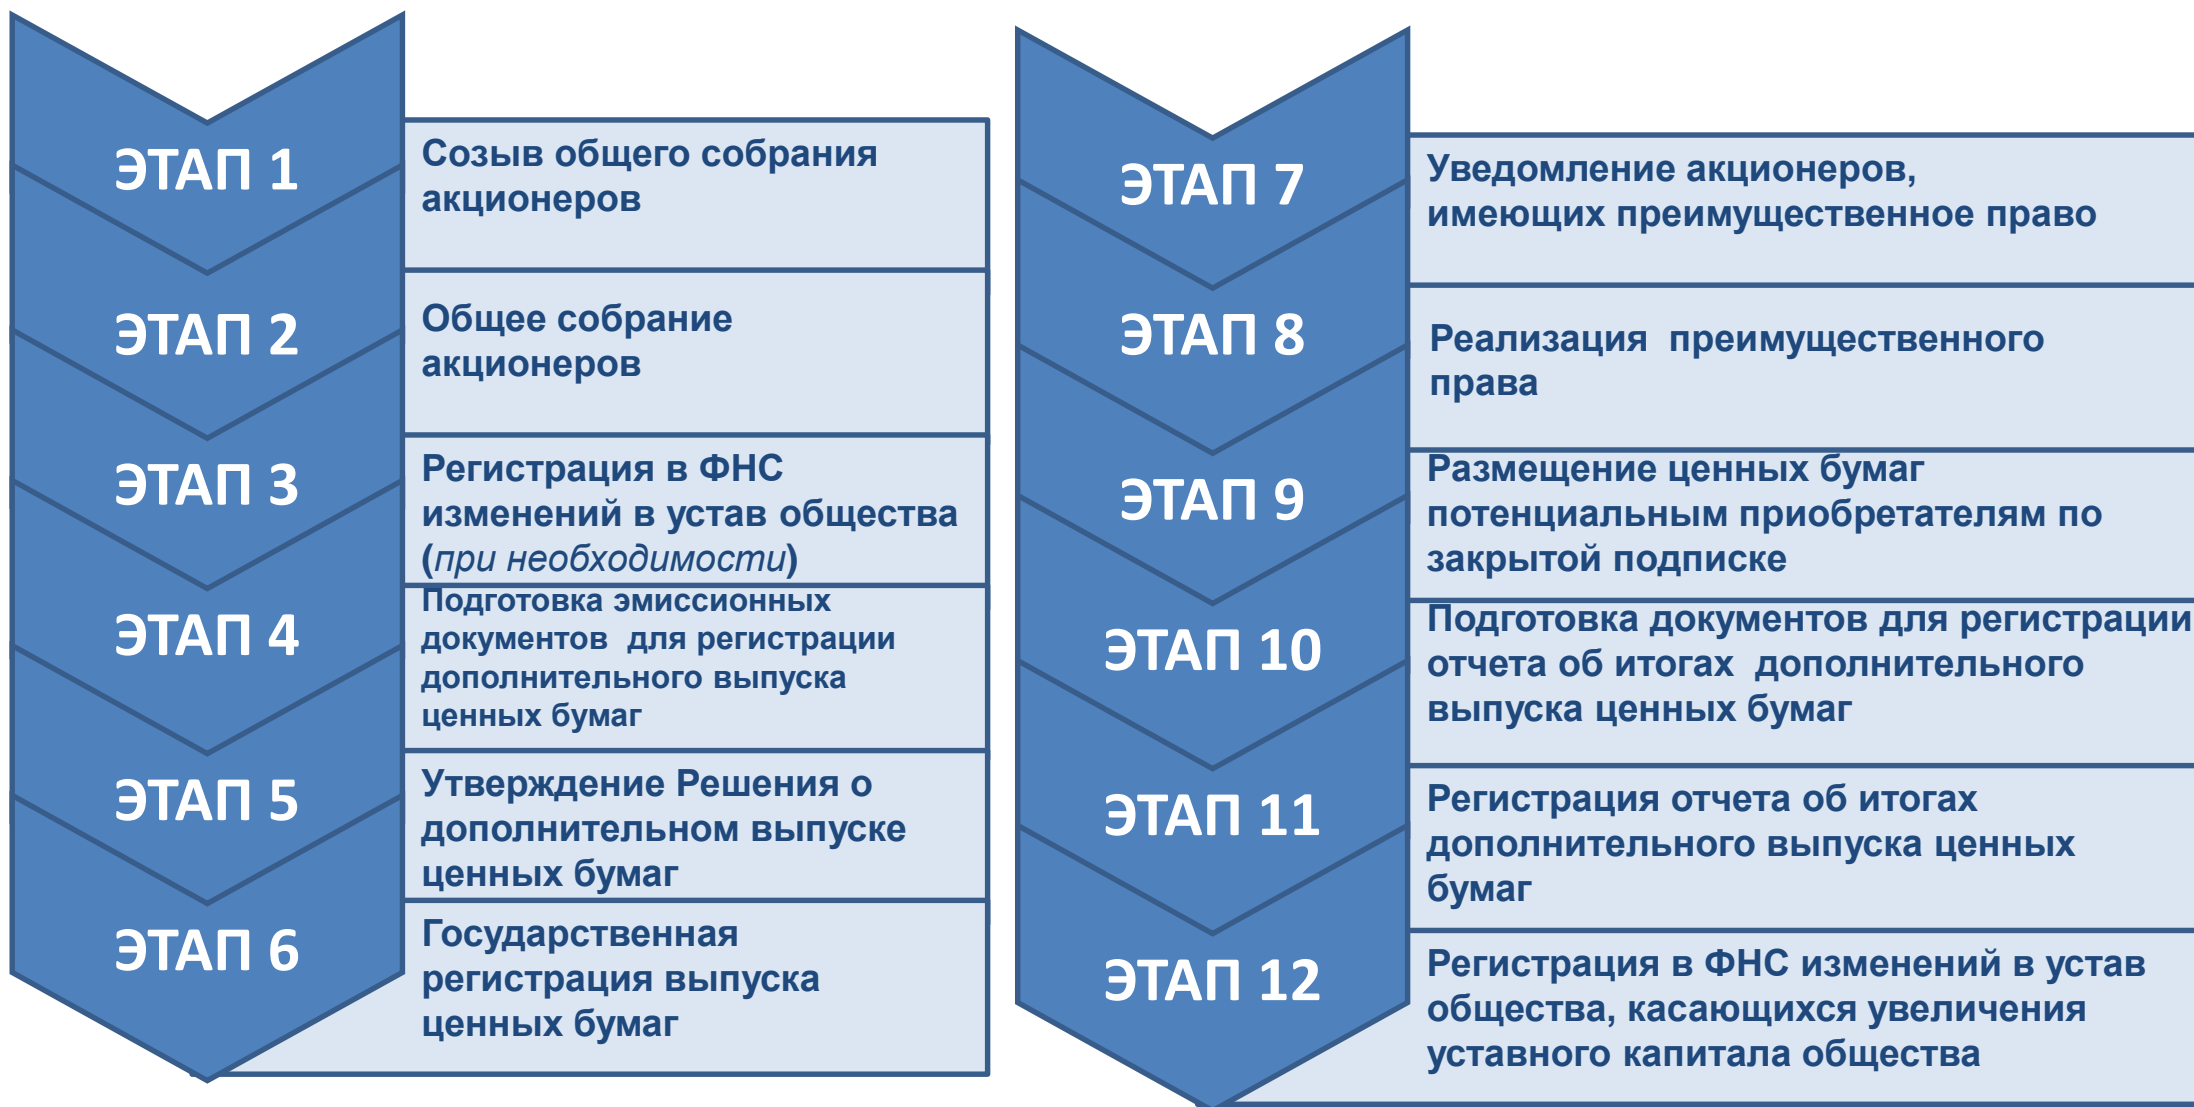 ЭТАП 1
Созыв общего собрания
акционеров
ЭТАП 2
Общее собрание
акционеров
ЭТАП 3
Регистрация в ФНС
изменений в устав общества
(при необходимости)
ЭТАП 4
Подготовка эмиссионных
документов для регистрации
дополнительного выпуска
ценных бумаг
ЭТАП 5
Утверждение Решения о
дополнительном выпуске
ценных бумаг
ЭТАП 6
Государственная
регистрация выпуска
ценных бумаг
ЭТАП 7
Уведомление акционеров,
имеющих преимущественное право
ЭТАП 8
Реализация преимущественного
права
ЭТАП 9
Размещение ценных бумаг
потенциальным приобретателям по
закрытой подписке
ЭТАП 10
Подготовка документов для регистрации
отчета об итогах дополнительного
выпуска ценных бумаг
ЭТАП 11
Регистрация отчета об итогах
дополнительного выпуска ценных
бумаг
ЭТАП 12
Регистрация в ФНС изменений в устав
общества, касающихся увеличения
уставного капитала общества